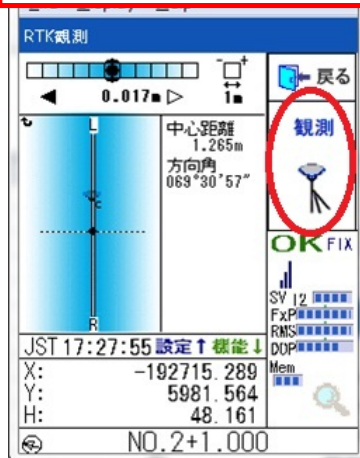 RTK観測
戻る
0.017m
1m
L
中心距離
1.265m
方向角
069°30'57"
観測
C
R
OK FIX
SV 12
FxP
RMS
DOP
Mem
JST 17:27:55 設定↑機能↓
X: -192715.289
Y: 5981.564
H: 48.161
NO.2+1.000